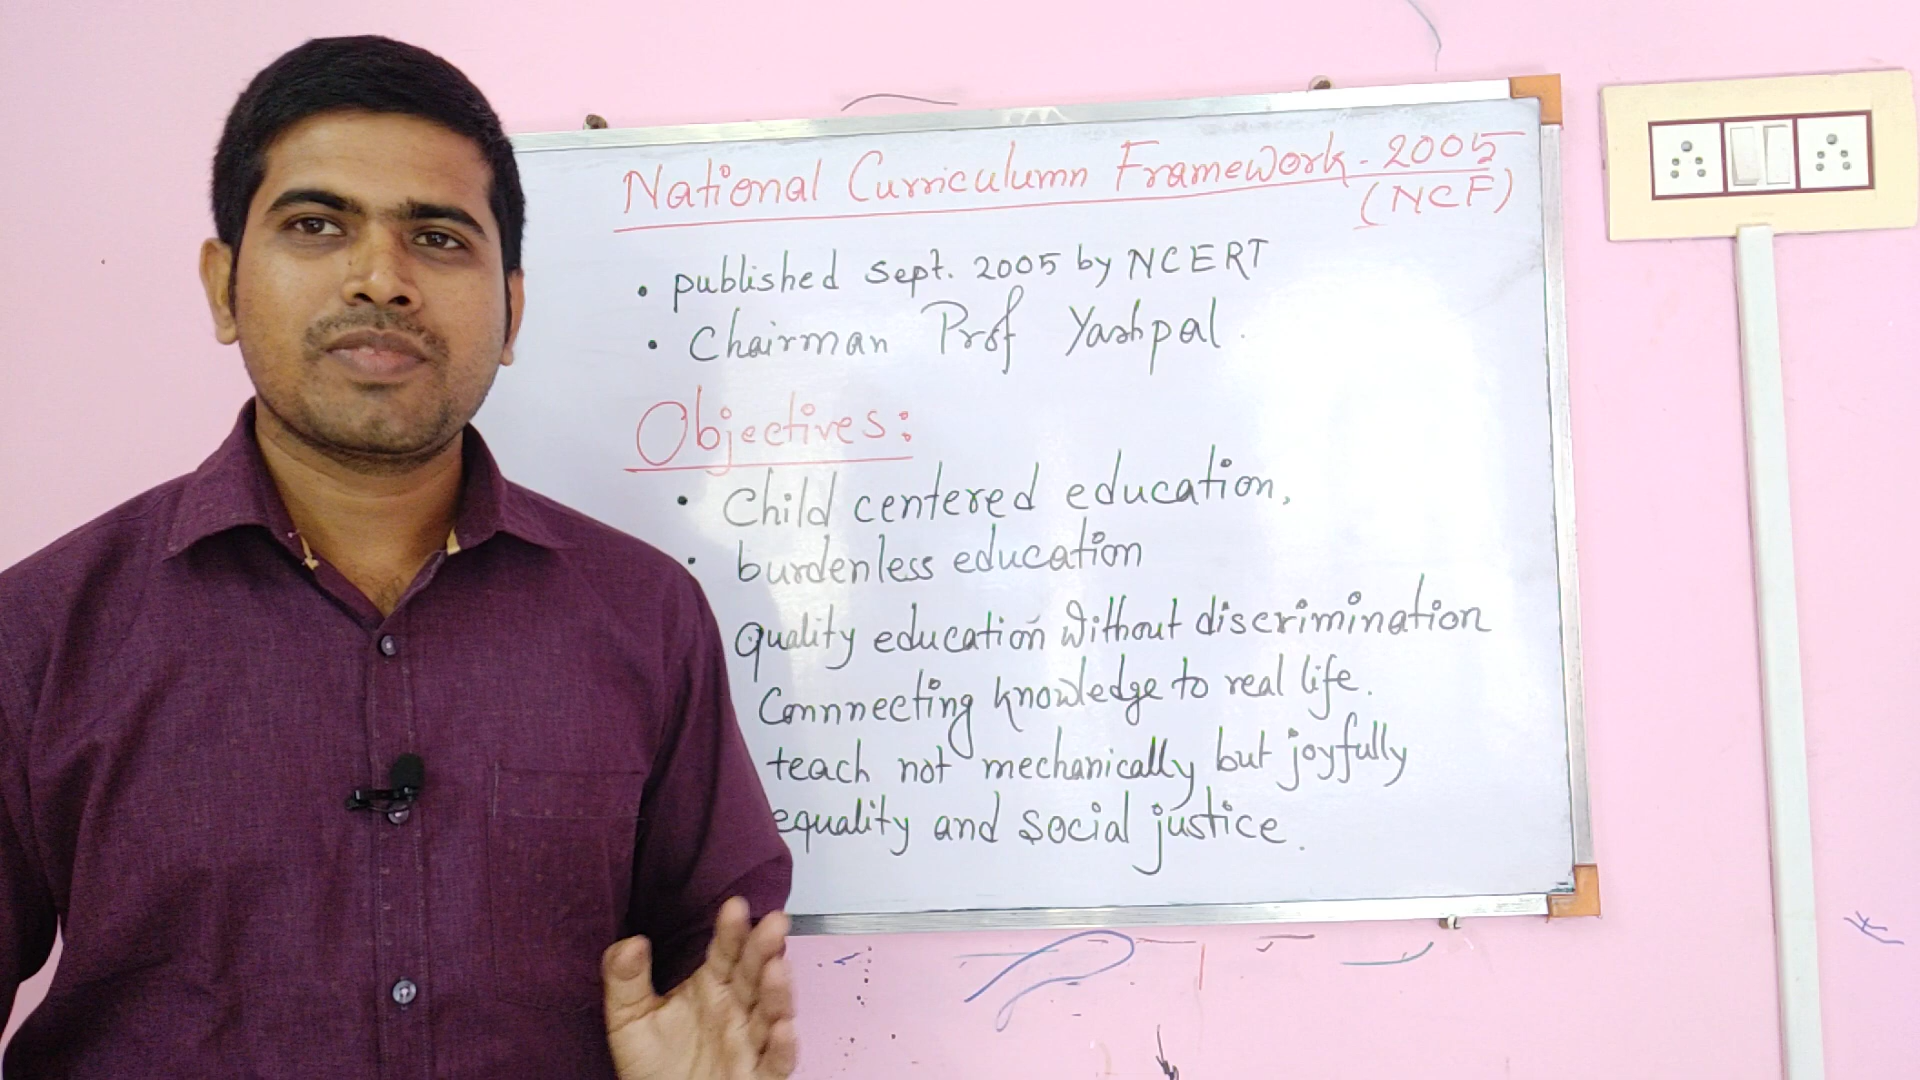 National Curriculumn Framework - 2005
(NCF)
• published sept. 2005 by NCERT
• Chairman Prof Yashpal.
Objectives:
• Child centered education,
• burdenless education
quality education without discrimination
Connnecting knowledge to real life.
teach not mechanically but joyfully
equality and social justice.